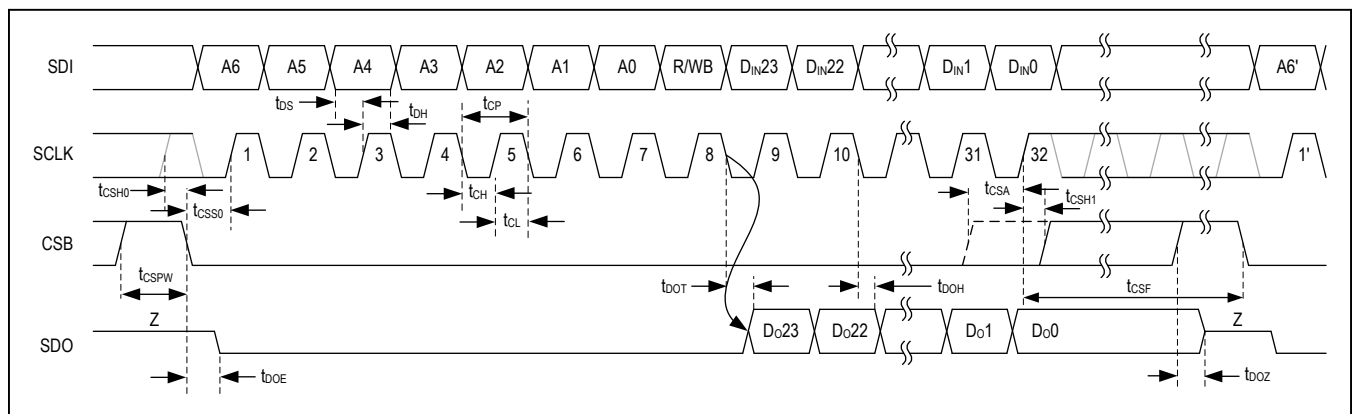 SDI A6 A5 A4 A3 A2 A1 A0 R/WB DIN23 DIN22 DIN1 DIN0 A6'
tDS tDH tCP
SCLK 1 2 3 4 5 6 7 8 9 10 31 32 1'
tCSH0 tCSS0 tCH tCL tCSA tCSH1
CSB
tCSPW tDOT tDOH tCSF
Z Z
SDO DO23 DO22 DO1 DO0
tDOE tDOZ